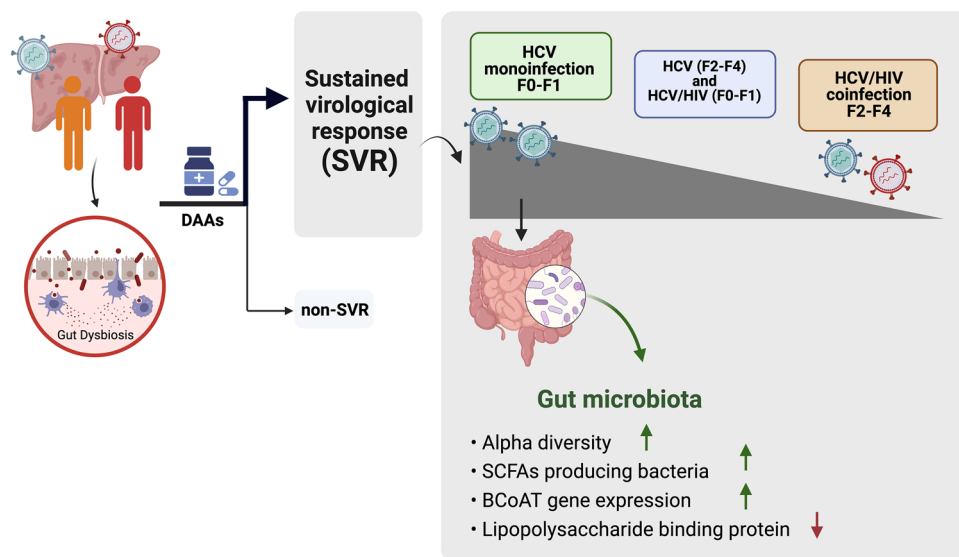 Gut Dysbiosis
DAAs
Sustained
virological
response
(SVR)
non-SVR
HCV
monoinfection
F0-F1
HCV (F2-F4)
and
HCV/HIV (F0-F1)
HCV/HIV
coinfection
F2-F4
Gut microbiota
• Alpha diversity
• SCFAs producing bacteria
• BCoAT gene expression
• Lipopolysaccharide binding protein